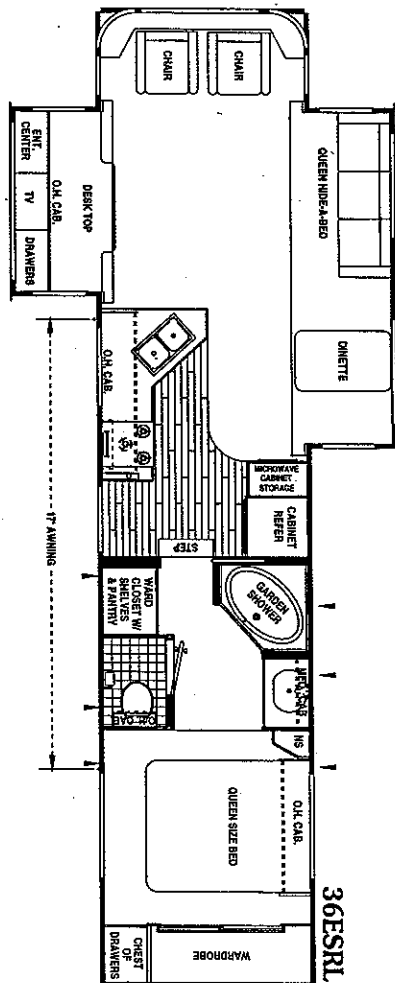 36ESRL
CHAIR
CHAIR
QUEEN HIDE-A-BED
DINETTE
ENT.
CENTER
TV
DRAWERS
O.H. CAB.
DESK TOP
O.H. CAB.
MICROWAVE
CABINET
STORAGE
CABINET
REFER
STEP
17' AWNING
WARD
CLOSET W/
SHELVES
& PANTRY
GARDEN
SHOWER
MED. CAB
O.H. CAB
NS
O.H. CAB.
QUEEN SIZE BED
WARDROBE
CHEST
OF
DRAWERS